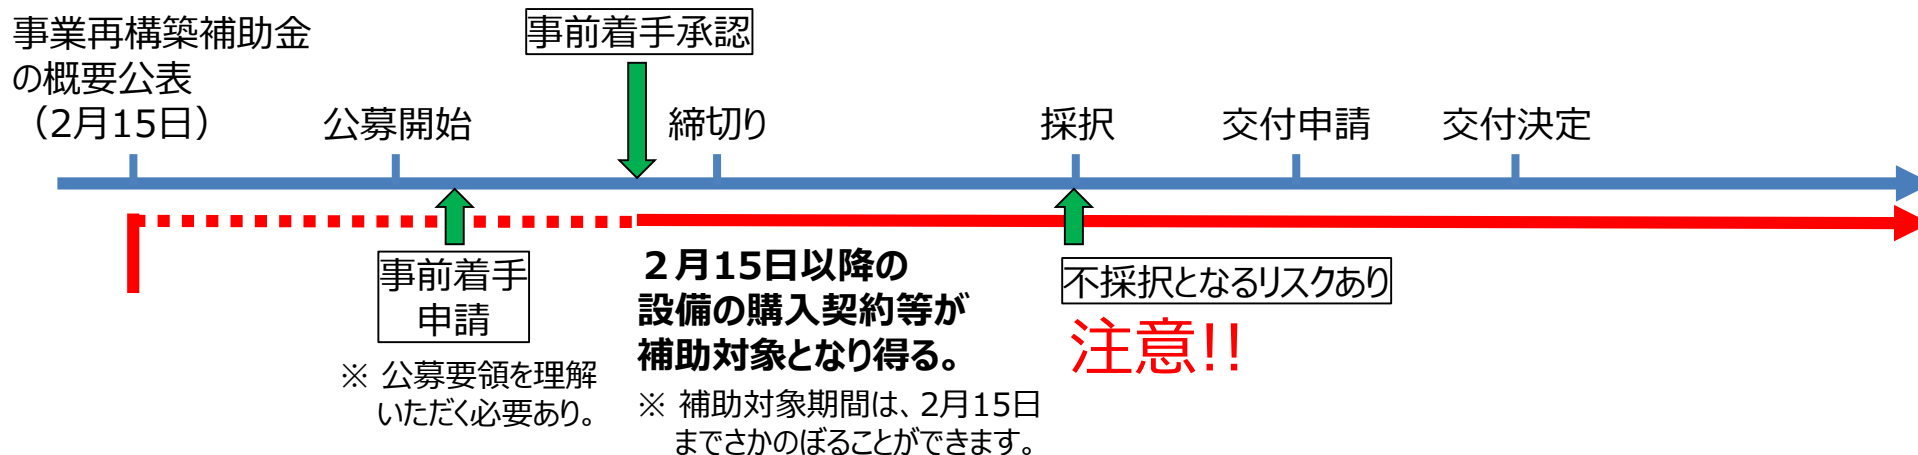 事業再構築補助金
の概要公表
（2月15日）
事前着手承認
公募開始
締切り
採択
交付申請
交付決定
事前着手
申請
※ 公募要領を理解
いただく必要あり。
２月15日以降の
設備の購入契約等が
補助対象となり得る。
※ 補助対象期間は、2月15日
までさかのぼることができます。
不採択となるリスクあり
注意!!